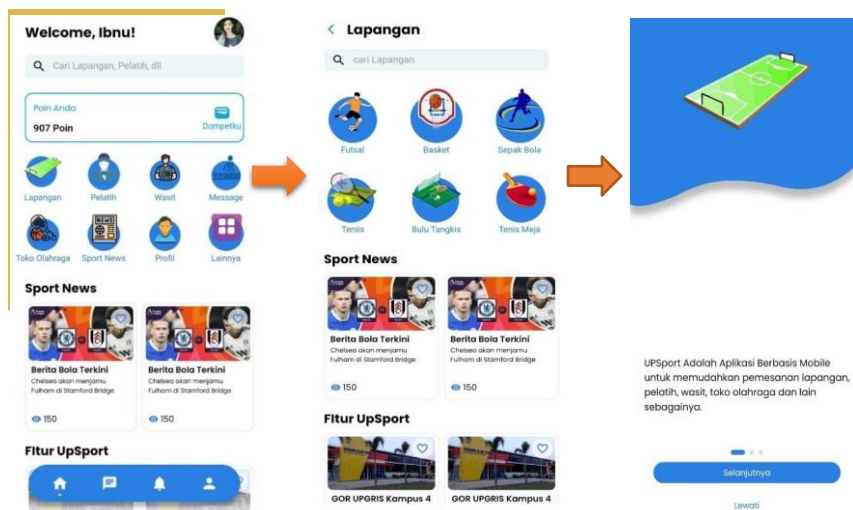 Welcome, Ibnu!
Cari Lapangan, Pelatih, dll
Poin Anda
907 Poin
Dompetku
Lapangan
Pelatih
Wasit
Message
Toko Olahraga
Sport News
Profil
Lainnya
Sport News
Berita Bola Terkini
Chelsea akan menjamu
Fulham di Stamford Bridge
150
Berita Bola Terkini
Chelsea akan menjamu
Fulham di Stamford Bridge
FItur UpSport
Lapangan
cari Lapangan
Futsal
Basket
Sepak Bola
Teniis
Bulu Tangkis
Tenis Meja
Sport News
Berita Bola Terkini
Chelsea akan menjamu
Fulham di Stamford Bridge
150
Berita Bola Terkini
Chelsea akan menjamu
Fulham di Stamford Bridge
150
FItur UpSport
GOR UPGRIS Kampus 4
GOR UPGRIS Kampus 4
UPSport Adalah Aplikasi Berbasis Mobile
untuk memudahkan pemesanan lapangan,
pelatih, wasit, toko olahraga dan lain
sebagainya.
Selanjutnya
Lewati